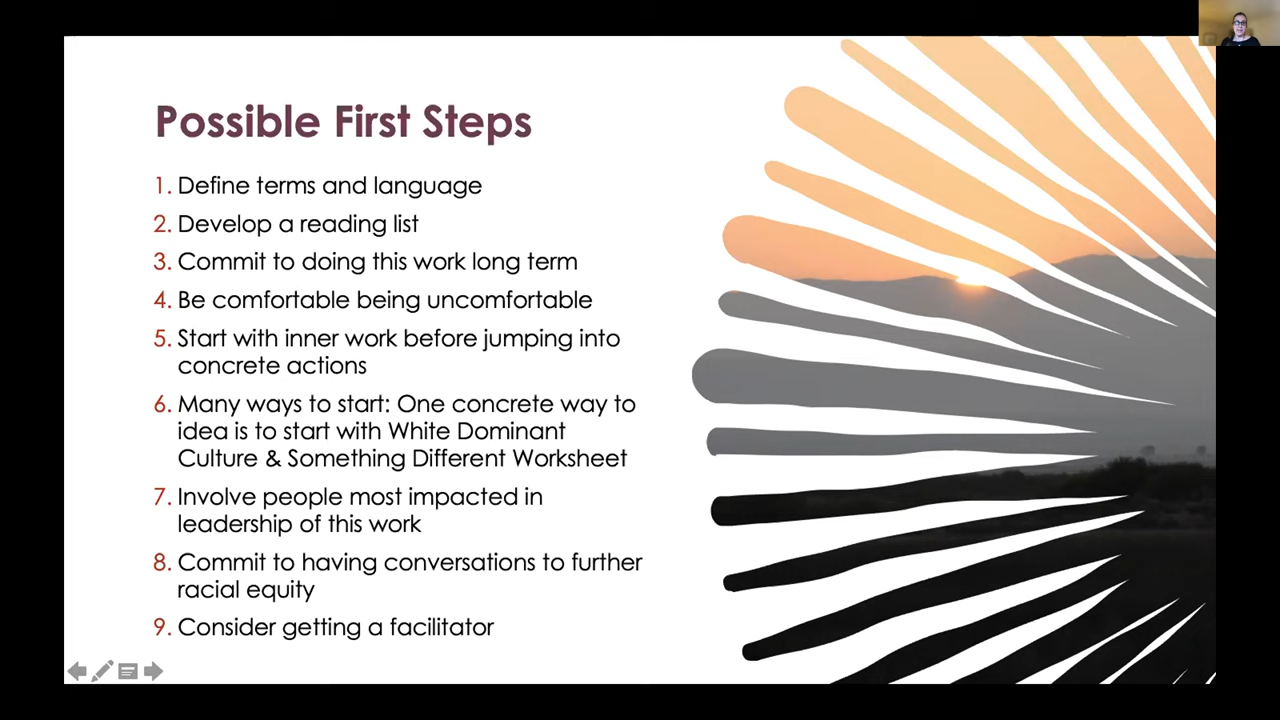 Possible First Steps
1. Define terms and language
2. Develop a reading list
3. Commit to doing this work long term
4. Be comfortable being uncomfortable
5. Start with inner work before jumping into
concrete actions
6. Many ways to start: One concrete way to
idea is to start with White Dominant
Culture & Something Different Worksheet
7. Involve people most impacted in
leadership of this work
8. Commit to having conversations to further
racial equity
9. Consider getting a facilitator